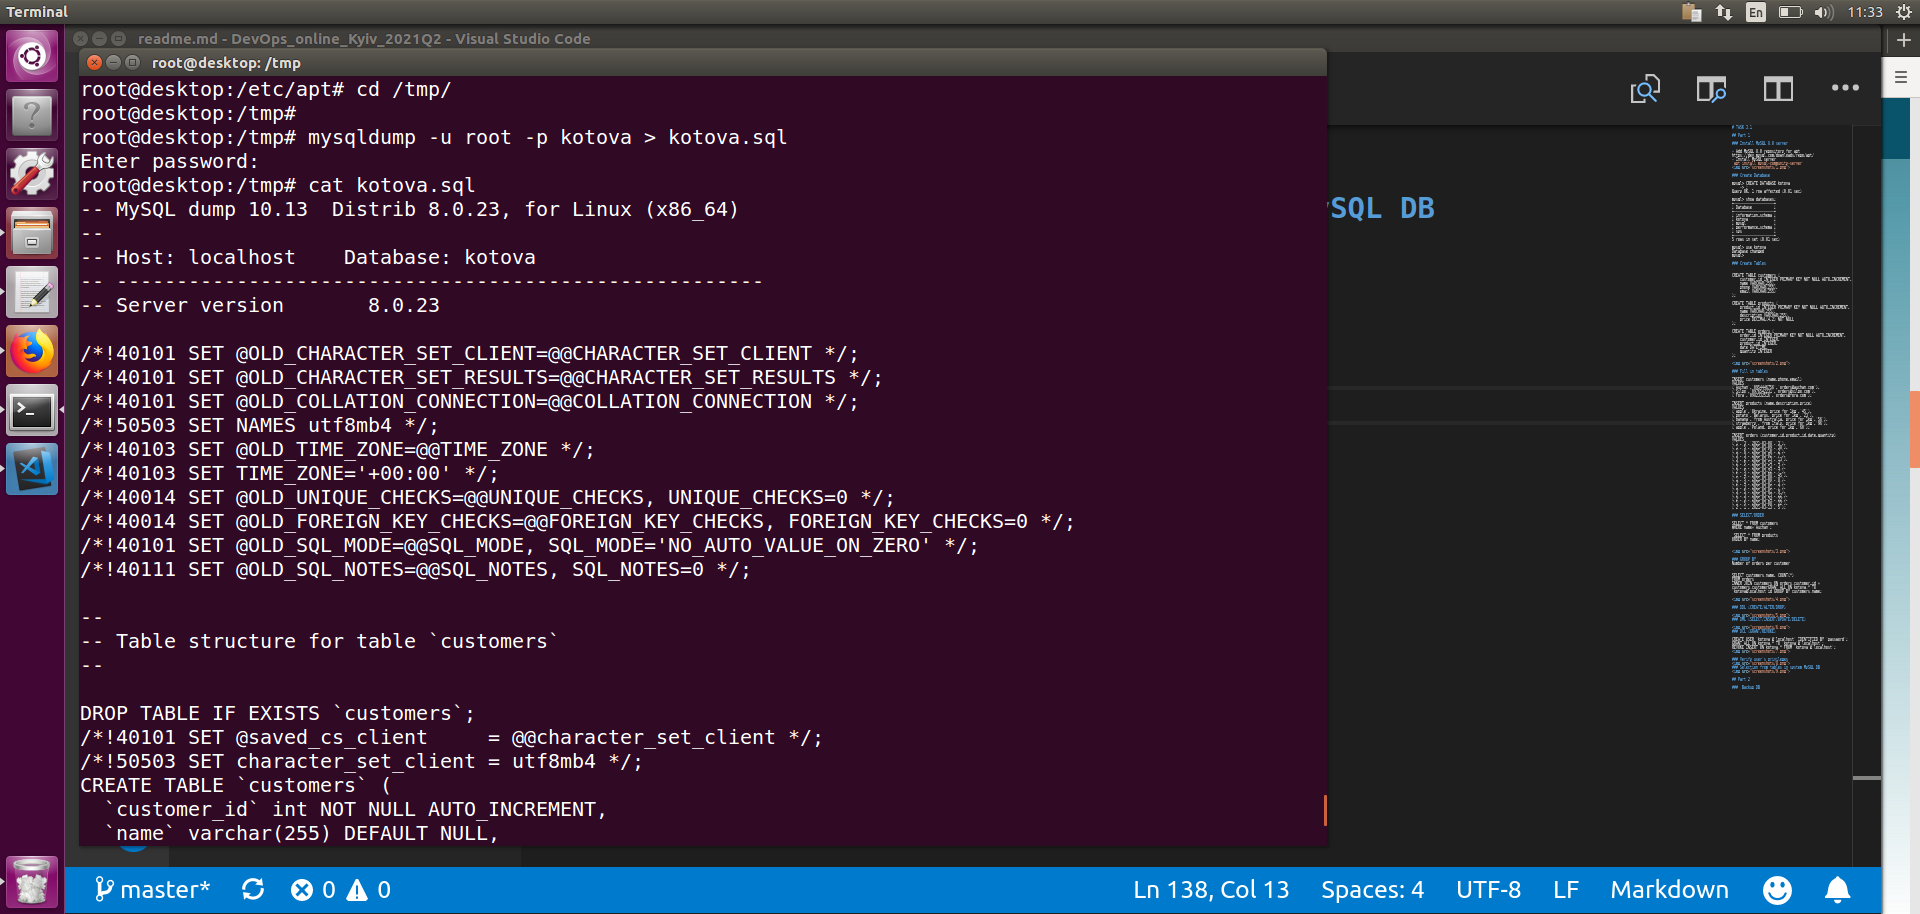 Terminal
En
11:33
readme.md - DevOps_online_Kyiv_2021Q2 - Visual Studio Code
root@desktop: /tmp
root@desktop:/etc/apt# cd /tmp/
root@desktop:/tmp#
root@desktop:/tmp# mysqldump -u root -p kotova > kotova.sql
Enter password:
root@desktop:/tmp# cat kotova.sql
-- MySQL dump 10.13  Distrib 8.0.23, for Linux (x86_64)
--
-- Host: localhost    Database: kotova
-- ------------------------------------------------------
-- Server version	8.0.23
/*!40101 SET @OLD_CHARACTER_SET_CLIENT=@@CHARACTER_SET_CLIENT */;
/*!40101 SET @OLD_CHARACTER_SET_RESULTS=@@CHARACTER_SET_RESULTS */;
/*!40101 SET @OLD_COLLATION_CONNECTION=@@COLLATION_CONNECTION */;
/*!50503 SET NAMES utf8mb4 */;
/*!40103 SET @OLD_TIME_ZONE=@@TIME_ZONE */;
/*!40103 SET TIME_ZONE='+00:00' */;
/*!40014 SET @OLD_UNIQUE_CHECKS=@@UNIQUE_CHECKS, UNIQUE_CHECKS=0 */;
/*!40014 SET @OLD_FOREIGN_KEY_CHECKS=@@FOREIGN_KEY_CHECKS, FOREIGN_KEY_CHECKS=0 */;
/*!40101 SET @OLD_SQL_MODE=@@SQL_MODE, SQL_MODE='NO_AUTO_VALUE_ON_ZERO' */;
/*!40111 SET @OLD_SQL_NOTES=@@SQL_NOTES, SQL_NOTES=0 */;
--
-- Table structure for table `customers`
--
DROP TABLE IF EXISTS `customers`;
/*!40101 SET @saved_cs_client     = @@character_set_client */;
/*!50503 SET character_set_client = utf8mb4 */;
CREATE TABLE `customers` (
  `customer_id` int NOT NULL AUTO_INCREMENT,
  `name` varchar(255) DEFAULT NULL,
SQL DB
master*
0
0
Ln 138, Col 13
Spaces: 4
UTF-8
LF
Markdown